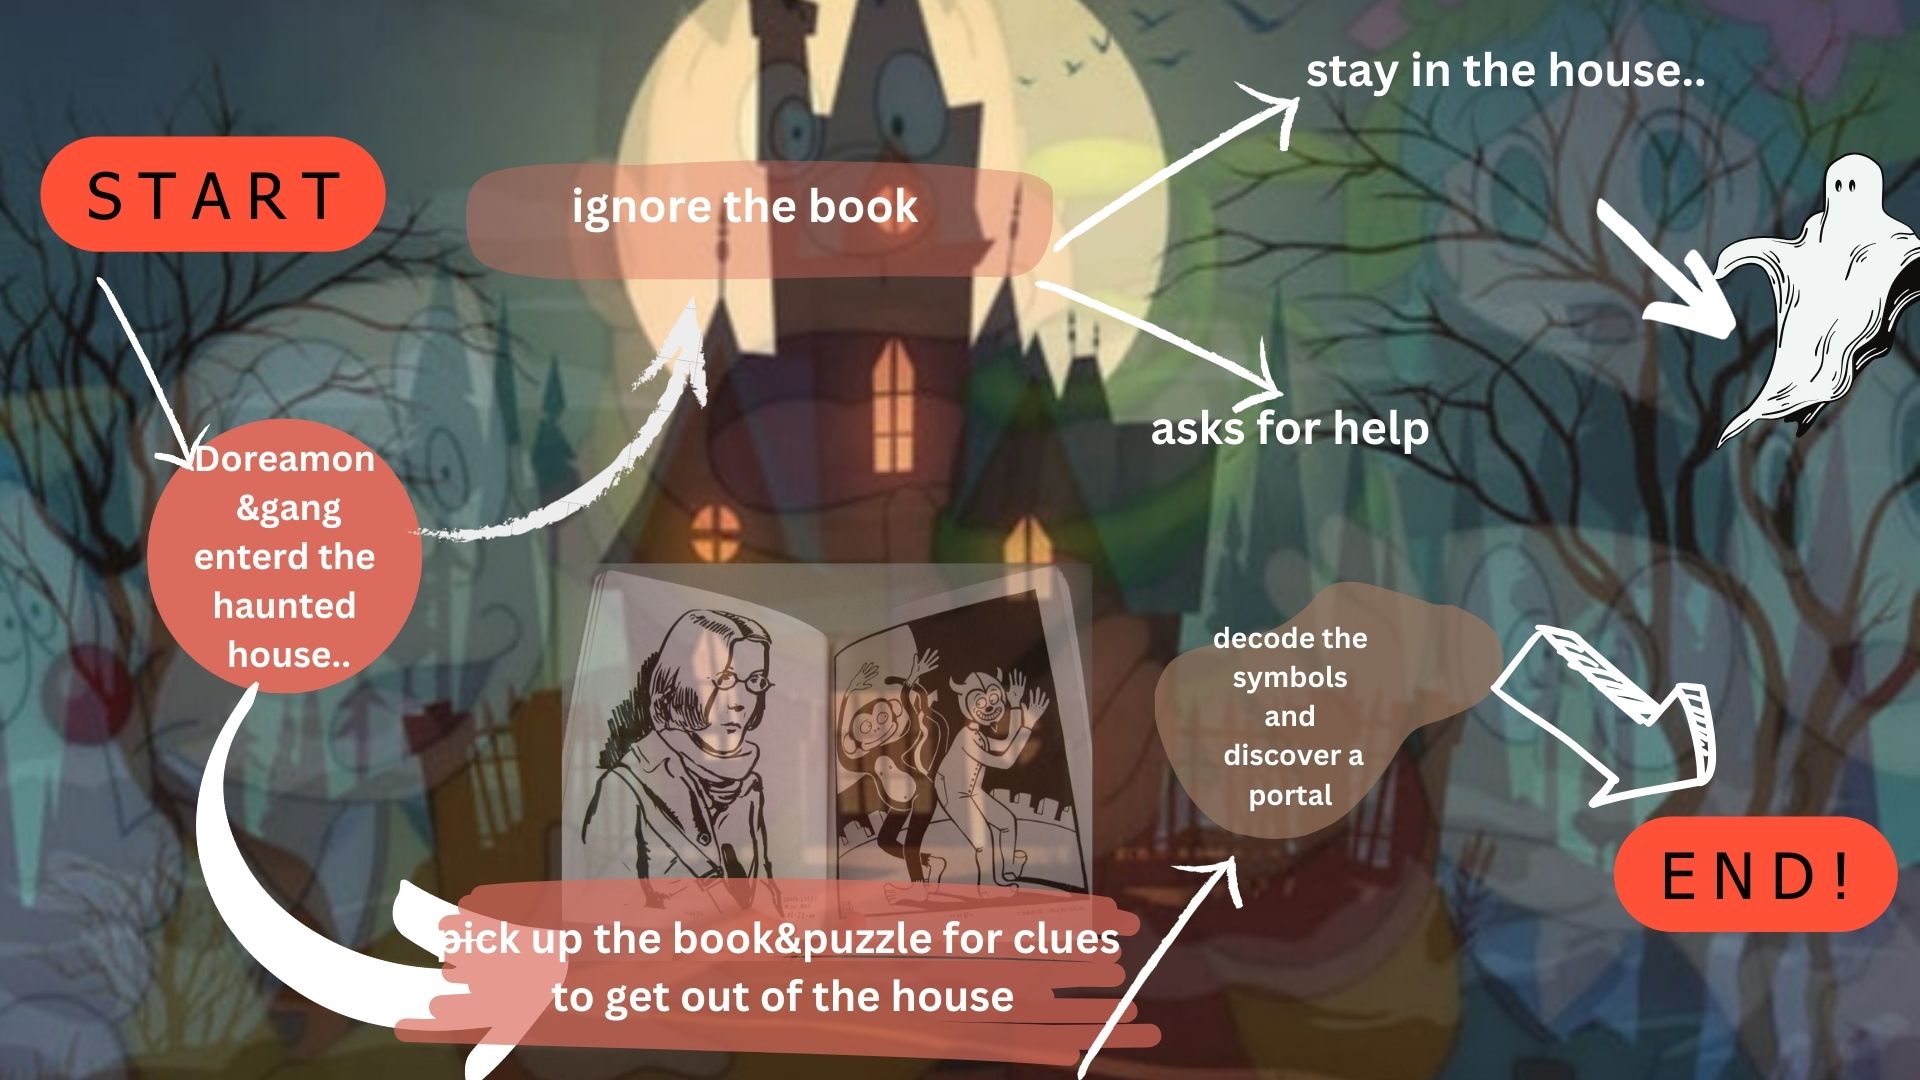 START
ignore the book
stay in the house..
asks for help
Doreamon
&gang
enterd the
haunted
house..
decode the
symbols
and
discover a
portal
pick up the book&puzzle for clues
to get out of the house
END!